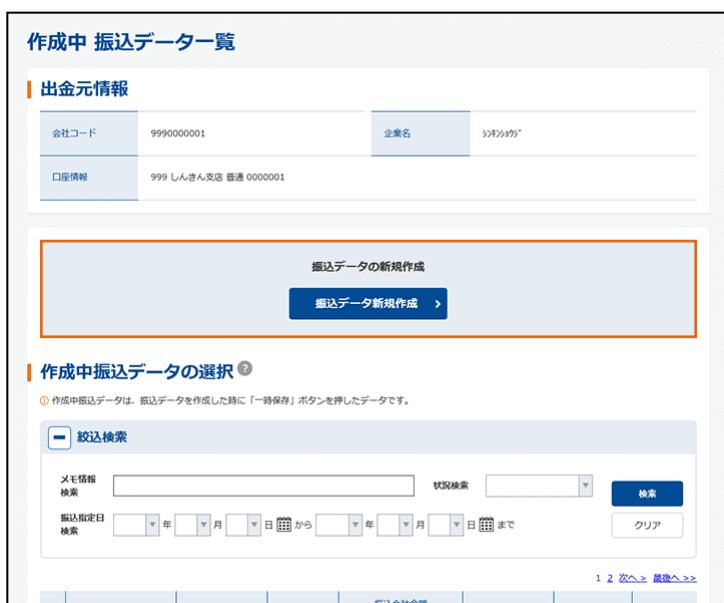 作成中 振込データ一覧
出金元情報
会社コード 9990000001 企業名 ｼﾝｷﾝｼｮｳｼﾞ
口座情報 999 しんきん支店 普通 0000001
振込データの新規作成
振込データ新規作成 >
作成中振込データの選択 ?
作成中振込データは、振込データを作成した時に「一時保存」ボタンを押したデータです。
絞込検索
メモ情報
検索
状況検索
検索
振込指定日
検索
年 月 日 から 年 月 日 まで
クリア
1 2 次へ > 最後へ >>